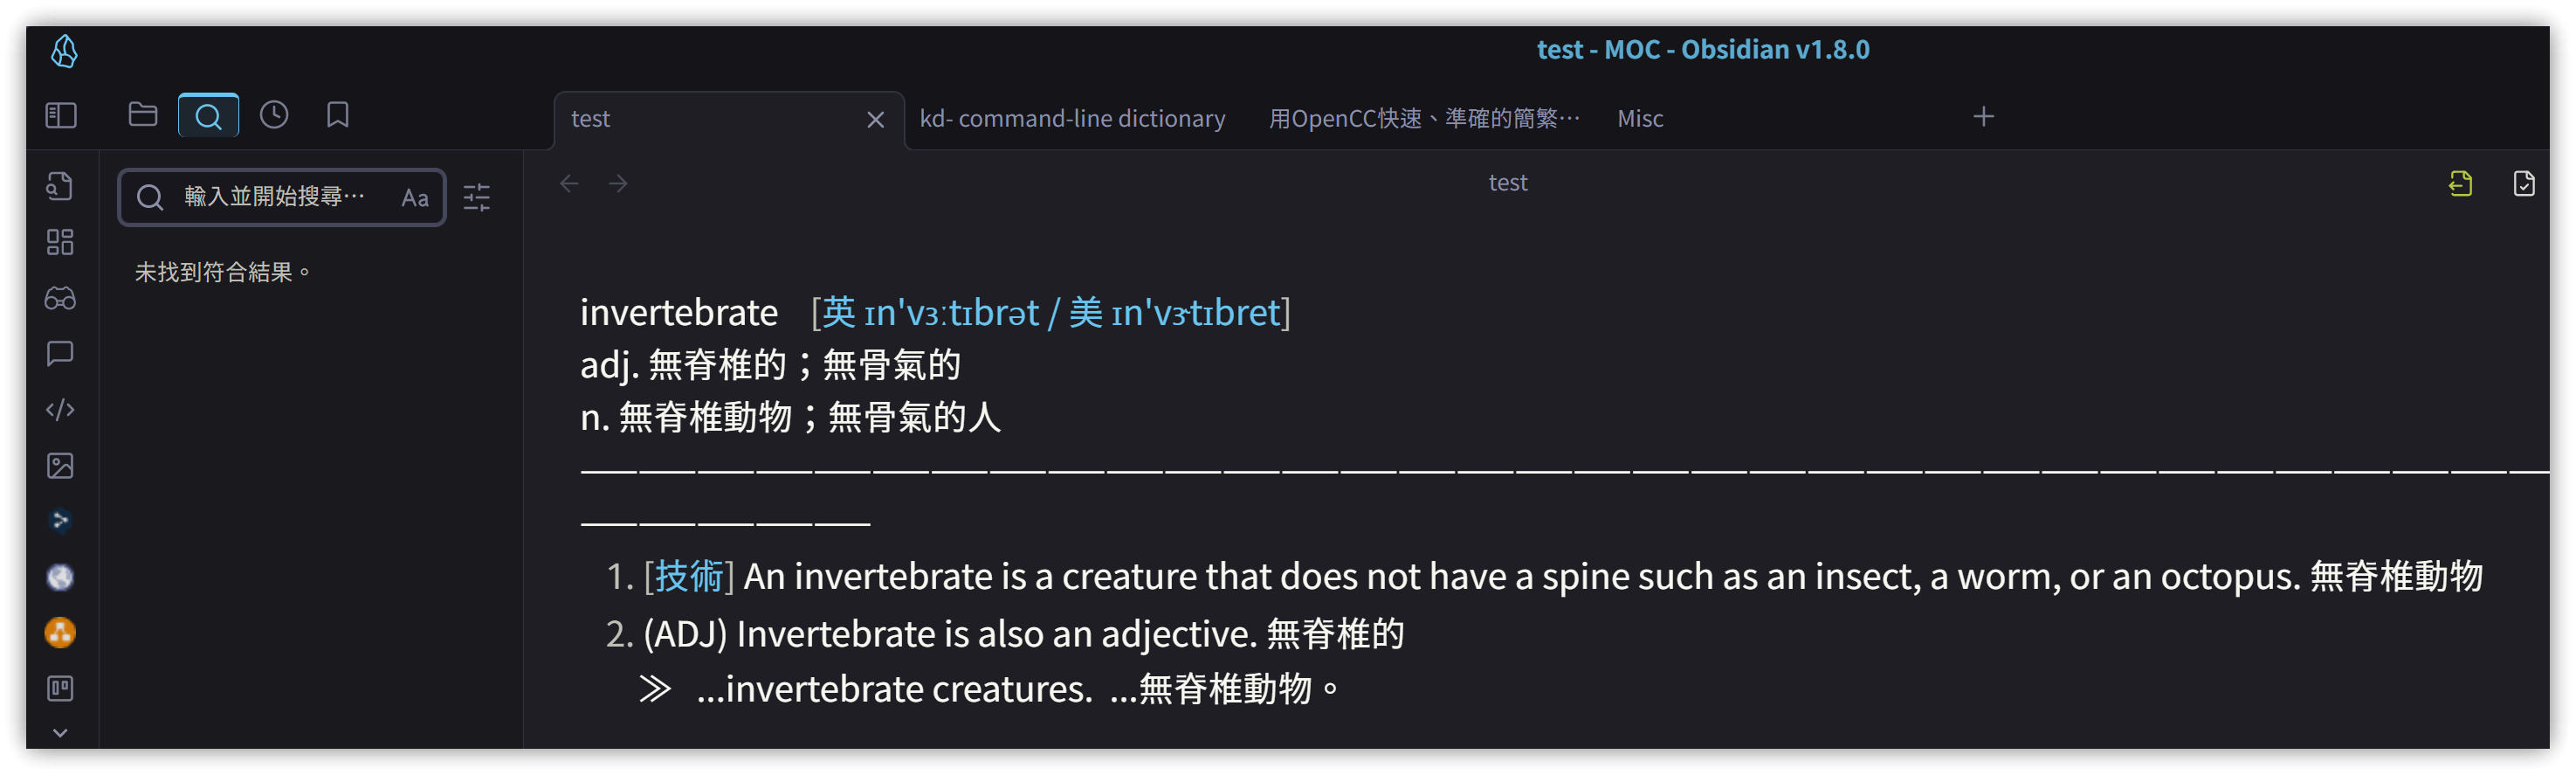 test - MOC - Obsidian v1.8.0
test
kd- command-line dictionary
用OpenCC快速、準確的簡繁…
Misc
輸入並開始搜尋…
Aa
未找到符合結果。
test
invertebrate [英 ɪn'vɜːtɪbrət / 美 ɪn'vɝtɪbret]
adj. 無脊椎的；無骨氣的
n. 無脊椎動物；無骨氣的人
——————————————————————————————————
—————
1. [技術] An invertebrate is a creature that does not have a spine such as an insect, a worm, or an octopus. 無脊椎動物
2. (ADJ) Invertebrate is also an adjective. 無脊椎的
≫ ...invertebrate creatures. ...無脊椎動物。